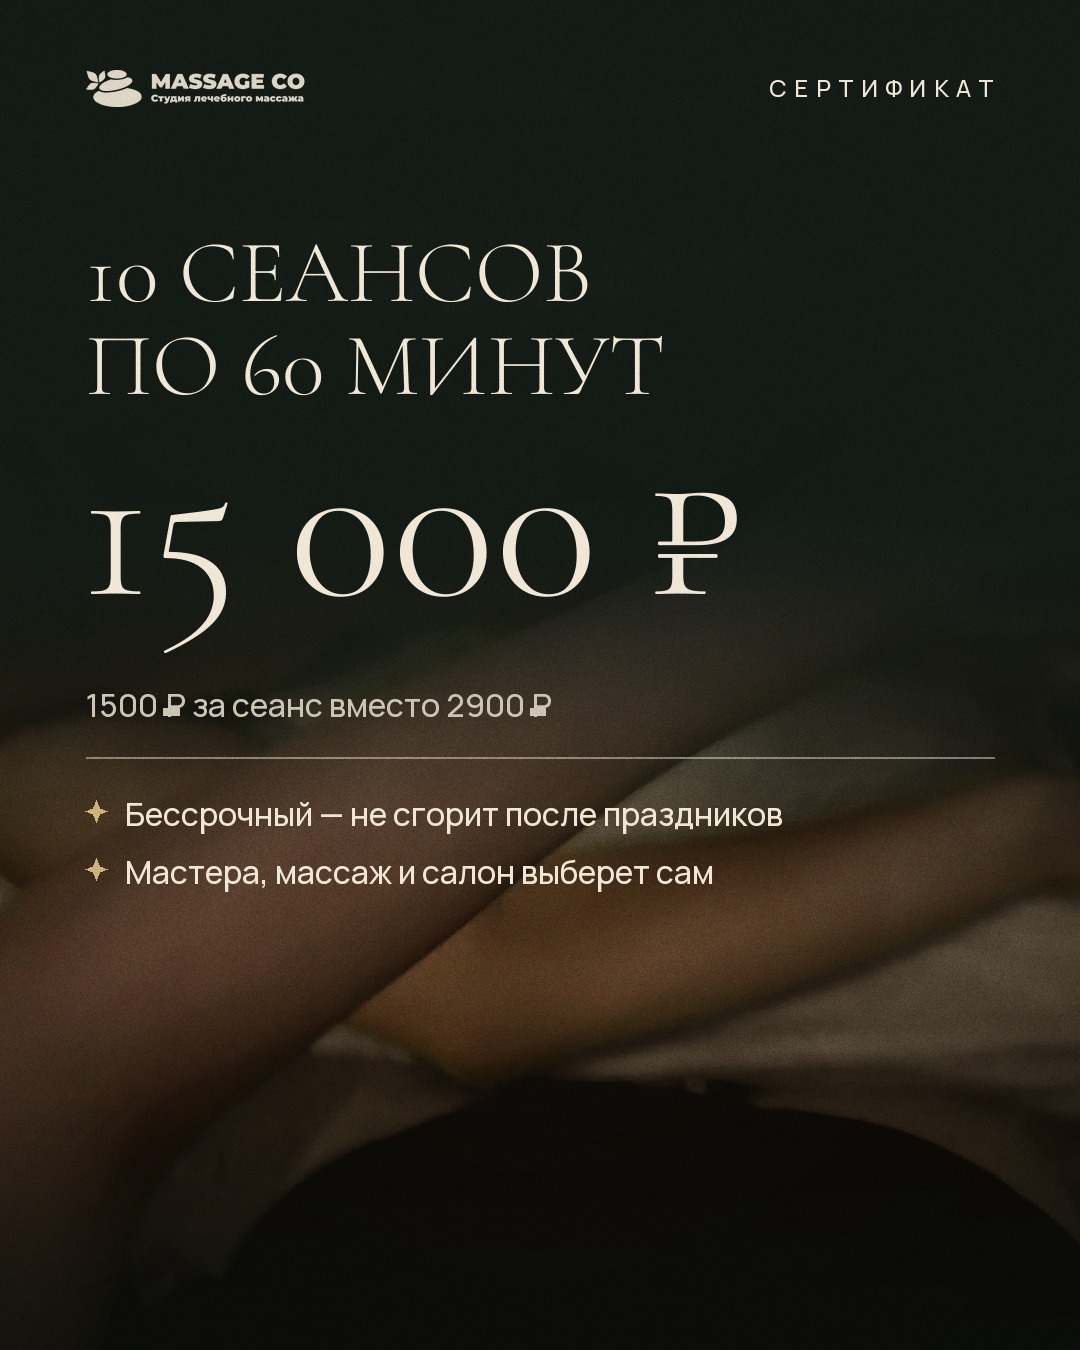 MASSAGE CO
Студия лечебного массажа
СЕРТИФИКАТ
10 СЕАНСОВ
ПО 60 МИНУТ
15 000 ₽
1500 ₽ за сеанс вместо 2900 ₽
Бессрочный — не сгорит после праздников
Мастера, массаж и салон выберет сам